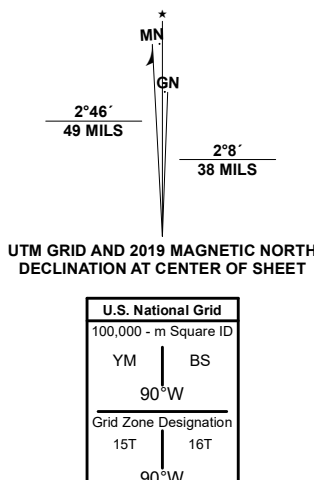 MN
GN
2°46´
49 MILS
2°8´
38 MILS
UTM GRID AND 2019 MAGNETIC NORTH
DECLINATION AT CENTER OF SHEET
U.S. National Grid
100,000 - m Square ID
YM BS
90°W
Grid Zone Designation
15T 16T
90°W